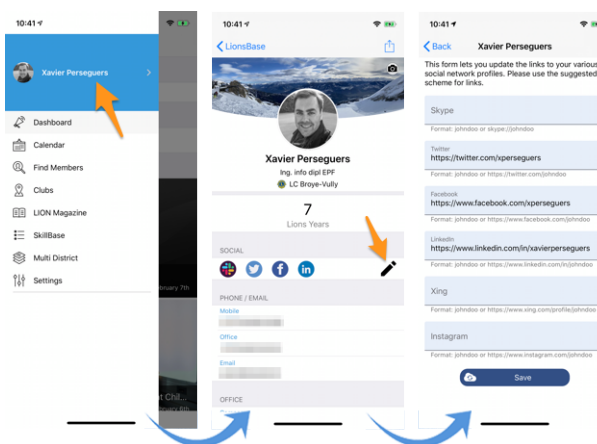 10:41
Xavier Perseguers
Dashboard
Calendar
Find Members
Clubs
LION Magazine
SkillBase
Multi District
Settings
bruary 7th
t Chil...
bruary 6th
10:41
LionsBase
Xavier Perseguers
Ing. info dipl EPF
LC Broye-Vully
7
Lions Years
SOCIAL
PHONE / EMAIL
Mobile
Office
Email
OFFICE
10:41
Back
Xavier Perseguers
This form lets you update the links to your various
social network profiles. Please use the suggested
scheme for links.
Skype
Format: johndoo or skype://johndoo
Twitter
https://twitter.com/xperseguers
Format: johndoo or https://twitter.com/johndoo
Facebook
https://www.facebook.com/xperseguers
Format: johndoo or https://www.facebook.com/johndoo
LinkedIn
https://www.linkedin.com/in/xavierperseguers
Format: johndoo or https://www.linkedin.com/in/johndoo
Xing
Format: johndoo or https://www.xing.com/profile/johndoo
Instagram
Format: johndoo or https://www.instagram.com/johndoo
Save